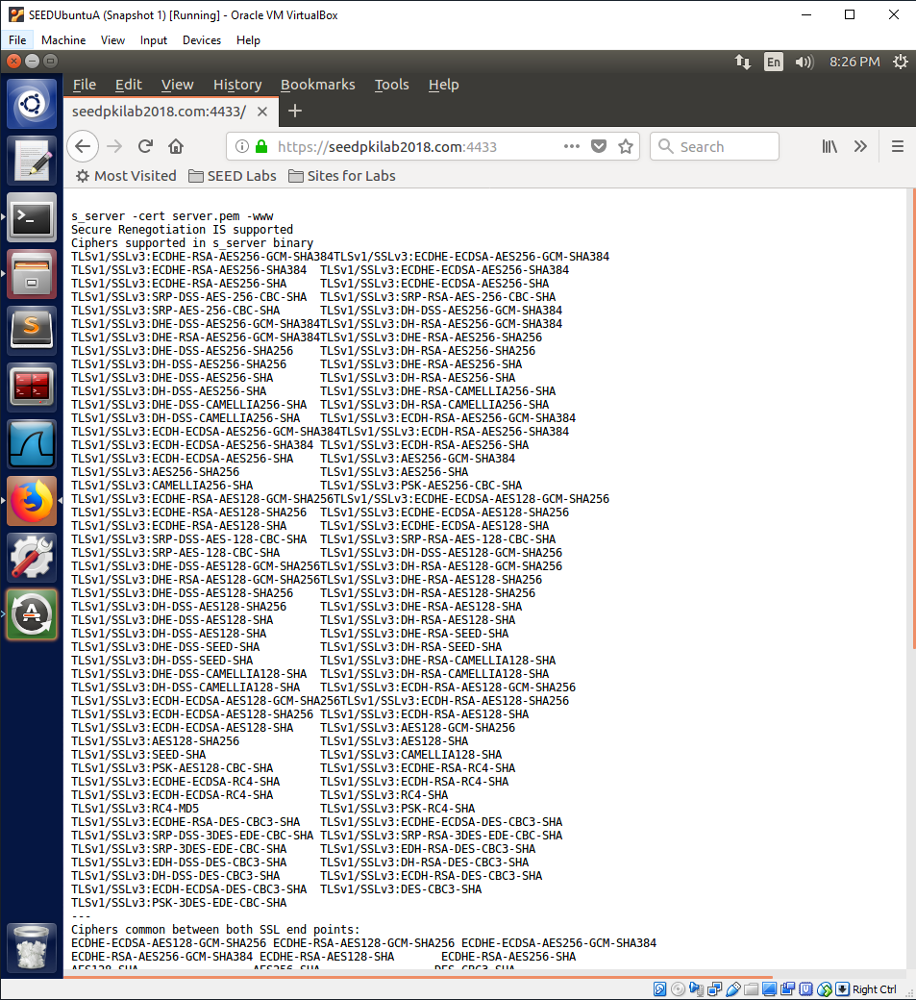 SEEDUbuntuA (Snapshot 1) [Running] - Oracle VM VirtualBox
File Machine View Input Devices Help
En 8:26 PM
File Edit View History Bookmarks Tools Help
seedpkilab2018.com:4433/
https://seedpkilab2018.com:4433 Search
Most Visited SEED Labs Sites for Labs
s_server -cert server.pem -www
Secure Renegotiation IS supported
Ciphers supported in s_server binary
TLSv1/SSLv3:ECDHE-RSA-AES256-GCM-SHA384TLSv1/SSLv3:ECDHE-ECDSA-AES256-GCM-SHA384
TLSv1/SSLv3:ECDHE-RSA-AES256-SHA384 TLSv1/SSLv3:ECDHE-ECDSA-AES256-SHA384
TLSv1/SSLv3:ECDHE-RSA-AES256-SHA TLSv1/SSLv3:ECDHE-ECDSA-AES256-SHA
TLSv1/SSLv3:SRP-DSS-AES-256-CBC-SHA TLSv1/SSLv3:SRP-RSA-AES-256-CBC-SHA
TLSv1/SSLv3:SRP-AES-256-CBC-SHA TLSv1/SSLv3:DH-DSS-AES256-GCM-SHA384
TLSv1/SSLv3:DHE-DSS-AES256-GCM-SHA384TLSv1/SSLv3:DH-RSA-AES256-GCM-SHA384
TLSv1/SSLv3:DHE-RSA-AES256-GCM-SHA384TLSv1/SSLv3:DHE-RSA-AES256-SHA256
TLSv1/SSLv3:DHE-DSS-AES256-SHA256 TLSv1/SSLv3:DH-RSA-AES256-SHA256
TLSv1/SSLv3:DH-DSS-AES256-SHA256 TLSv1/SSLv3:DHE-RSA-AES256-SHA
TLSv1/SSLv3:DHE-DSS-AES256-SHA TLSv1/SSLv3:DH-RSA-AES256-SHA
TLSv1/SSLv3:DH-DSS-AES256-SHA TLSv1/SSLv3:DHE-RSA-CAMELLIA256-SHA
TLSv1/SSLv3:DHE-DSS-CAMELLIA256-SHA TLSv1/SSLv3:DH-RSA-CAMELLIA256-SHA
TLSv1/SSLv3:DH-DSS-CAMELLIA256-SHA TLSv1/SSLv3:ECDH-RSA-AES256-GCM-SHA384
TLSv1/SSLv3:ECDH-ECDSA-AES256-GCM-SHA384TLSv1/SSLv3:ECDH-RSA-AES256-SHA384
TLSv1/SSLv3:ECDH-ECDSA-AES256-SHA384 TLSv1/SSLv3:ECDH-RSA-AES256-SHA
TLSv1/SSLv3:ECDH-ECDSA-AES256-SHA TLSv1/SSLv3:AES256-GCM-SHA384
TLSv1/SSLv3:AES256-SHA256 TLSv1/SSLv3:AES256-SHA
TLSv1/SSLv3:CAMELLIA256-SHA TLSv1/SSLv3:PSK-AES256-CBC-SHA
TLSv1/SSLv3:ECDHE-RSA-AES128-GCM-SHA256TLSv1/SSLv3:ECDHE-ECDSA-AES128-GCM-SHA256
TLSv1/SSLv3:ECDHE-RSA-AES128-SHA256 TLSv1/SSLv3:ECDHE-ECDSA-AES128-SHA256
TLSv1/SSLv3:ECDHE-RSA-AES128-SHA TLSv1/SSLv3:ECDHE-ECDSA-AES128-SHA
TLSv1/SSLv3:SRP-DSS-AES-128-CBC-SHA TLSv1/SSLv3:SRP-RSA-AES-128-CBC-SHA
TLSv1/SSLv3:SRP-AES-128-CBC-SHA TLSv1/SSLv3:DH-DSS-AES128-GCM-SHA256
TLSv1/SSLv3:DHE-DSS-AES128-GCM-SHA256TLSv1/SSLv3:DH-RSA-AES128-GCM-SHA256
TLSv1/SSLv3:DHE-RSA-AES128-GCM-SHA256TLSv1/SSLv3:DHE-RSA-AES128-SHA256
TLSv1/SSLv3:DHE-DSS-AES128-SHA256 TLSv1/SSLv3:DH-RSA-AES128-SHA256
TLSv1/SSLv3:DH-DSS-AES128-SHA256 TLSv1/SSLv3:DHE-RSA-AES128-SHA
TLSv1/SSLv3:DHE-DSS-AES128-SHA TLSv1/SSLv3:DH-RSA-AES128-SHA
TLSv1/SSLv3:DH-DSS-AES128-SHA TLSv1/SSLv3:DHE-RSA-SEED-SHA
TLSv1/SSLv3:DHE-DSS-SEED-SHA TLSv1/SSLv3:DH-RSA-SEED-SHA
TLSv1/SSLv3:DH-DSS-SEED-SHA TLSv1/SSLv3:DHE-RSA-CAMELLIA128-SHA
TLSv1/SSLv3:DHE-DSS-CAMELLIA128-SHA TLSv1/SSLv3:DH-RSA-CAMELLIA128-SHA
TLSv1/SSLv3:DH-DSS-CAMELLIA128-SHA TLSv1/SSLv3:ECDH-RSA-AES128-GCM-SHA256
TLSv1/SSLv3:ECDH-ECDSA-AES128-GCM-SHA256TLSv1/SSLv3:ECDH-RSA-AES128-SHA256
TLSv1/SSLv3:ECDH-ECDSA-AES128-SHA256 TLSv1/SSLv3:ECDH-RSA-AES128-SHA
TLSv1/SSLv3:ECDH-ECDSA-AES128-SHA TLSv1/SSLv3:AES128-GCM-SHA256
TLSv1/SSLv3:AES128-SHA256 TLSv1/SSLv3:AES128-SHA
TLSv1/SSLv3:SEED-SHA TLSv1/SSLv3:CAMELLIA128-SHA
TLSv1/SSLv3:PSK-AES128-CBC-SHA TLSv1/SSLv3:ECDHE-RSA-RC4-SHA
TLSv1/SSLv3:ECDHE-ECDSA-RC4-SHA TLSv1/SSLv3:ECDH-RSA-RC4-SHA
TLSv1/SSLv3:ECDH-ECDSA-RC4-SHA TLSv1/SSLv3:RC4-SHA
TLSv1/SSLv3:RC4-MD5 TLSv1/SSLv3:PSK-RC4-SHA
TLSv1/SSLv3:ECDHE-RSA-DES-CBC3-SHA TLSv1/SSLv3:ECDHE-ECDSA-DES-CBC3-SHA
TLSv1/SSLv3:SRP-DSS-3DES-EDE-CBC-SHA TLSv1/SSLv3:SRP-RSA-3DES-EDE-CBC-SHA
TLSv1/SSLv3:SRP-3DES-EDE-CBC-SHA TLSv1/SSLv3:EDH-RSA-DES-CBC3-SHA
TLSv1/SSLv3:EDH-DSS-DES-CBC3-SHA TLSv1/SSLv3:DH-RSA-DES-CBC3-SHA
TLSv1/SSLv3:DH-DSS-DES-CBC3-SHA TLSv1/SSLv3:ECDH-RSA-DES-CBC3-SHA
TLSv1/SSLv3:ECDH-ECDSA-DES-CBC3-SHA TLSv1/SSLv3:DES-CBC3-SHA
TLSv1/SSLv3:PSK-3DES-EDE-CBC-SHA
---
Ciphers common between both SSL end points:
ECDHE-ECDSA-AES128-GCM-SHA256 ECDHE-RSA-AES128-GCM-SHA256 ECDHE-ECDSA-AES256-GCM-SHA384
ECDHE-RSA-AES256-GCM-SHA384 ECDHE-RSA-AES128-SHA ECDHE-RSA-AES256-SHA
AES128-SHA AES256-SHA DES-CBC3-SHA
Right Ctrl